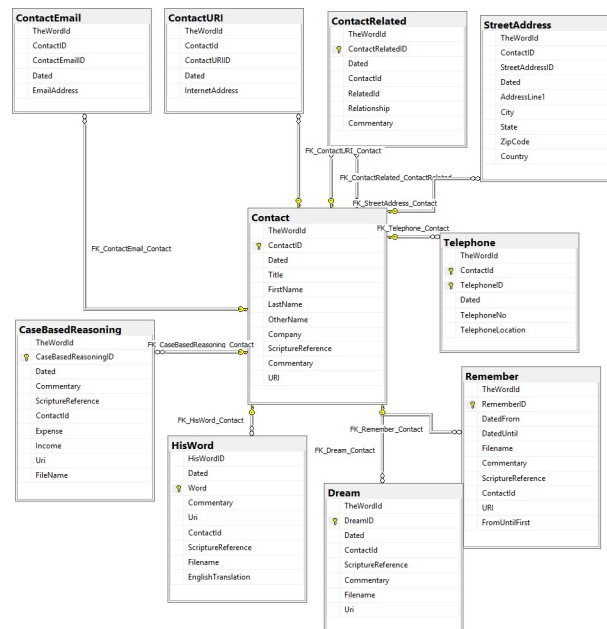 ContactEmail
TheWordId
ContactID
ContactEmailID
Dated
EmailAddress
ContactURI
TheWordId
ContactId
ContactURIID
Dated
InternetAddress
ContactRelated
TheWordId
ContactRelatedID
Dated
ContactId
RelatedId
Relationship
Commentary
StreetAddress
TheWordId
ContactID
StreetAddressID
Dated
AddressLine1
City
State
ZipCode
Country
FK_ContactURI_Contact
FK_ContactRelated_ContactRelated
FK_StreetAddress_Contact
FK_Telephone_Contact
FK_ContactEmail_Contact
Contact
TheWordId
ContactID
Dated
Title
FirstName
LastName
OtherName
Company
ScriptureReference
Commentary
URI
Telephone
TheWordId
ContactId
TelephoneID
Dated
TelephoneNo
TelephoneLocation
CaseBasedReasoning
TheWordId
CaseBasedReasoningID
Dated
Commentary
ScriptureReference
ContactId
Expense
Income
Uri
FileName
FK_CaseBasedReasoning_Contact
FK_HisWord_Contact
FK_Remember_Contact
FK_Dream_Contact
HisWord
HisWordID
Dated
Word
Commentary
Uri
ContactId
ScriptureReference
Filename
EnglishTranslation
Dream
TheWordId
DreamID
Dated
ContactId
ScriptureReference
Commentary
Filename
Uri
Remember
TheWordId
RememberID
DatedFrom
DatedUntil
Filename
Commentary
ScriptureReference
ContactId
URI
FromUntilFirst